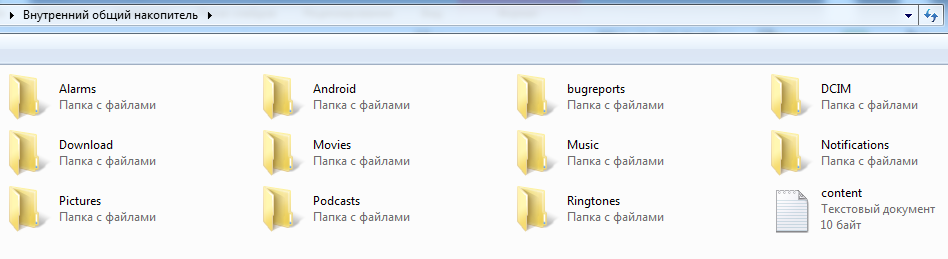 Внутренний общий накопитель
Alarms
Папка с файлами
Android
Папка с файлами
bugreports
Папка с файлами
DCIM
Папка с файлами
Download
Папка с файлами
Movies
Папка с файлами
Music
Папка с файлами
Notifications
Папка с файлами
Pictures
Папка с файлами
Podcasts
Папка с файлами
Ringtones
Папка с файлами
content
Текстовый документ
10 байт